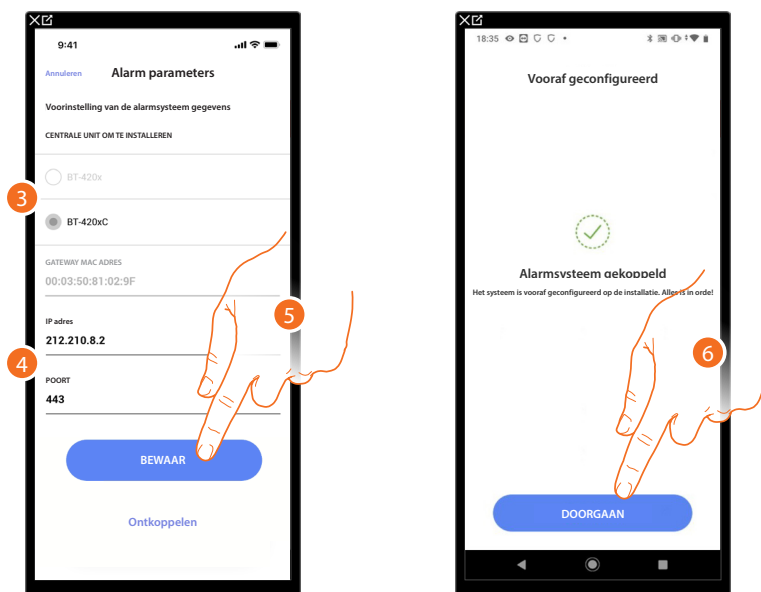 9:41
Annuleren Alarm parameters
Voorinstelling van de alarmsysteem gegevens
CENTRALE UNIT OM TE INSTALLEREN
BT-420x
3
BT-420xC
GATEWAY MAC ADRES
00:03:50:81:02:9F
5
IP adres
212.210.8.2
4
POORT
443
BEWAAR
Ontkoppelen
18:35
Vooraf geconfigureerd
Alarmsysteem gekoppeld
Het systeem is vooraf geconfigureerd op de installatie. Alles is in orde!
6
DOORGAAN